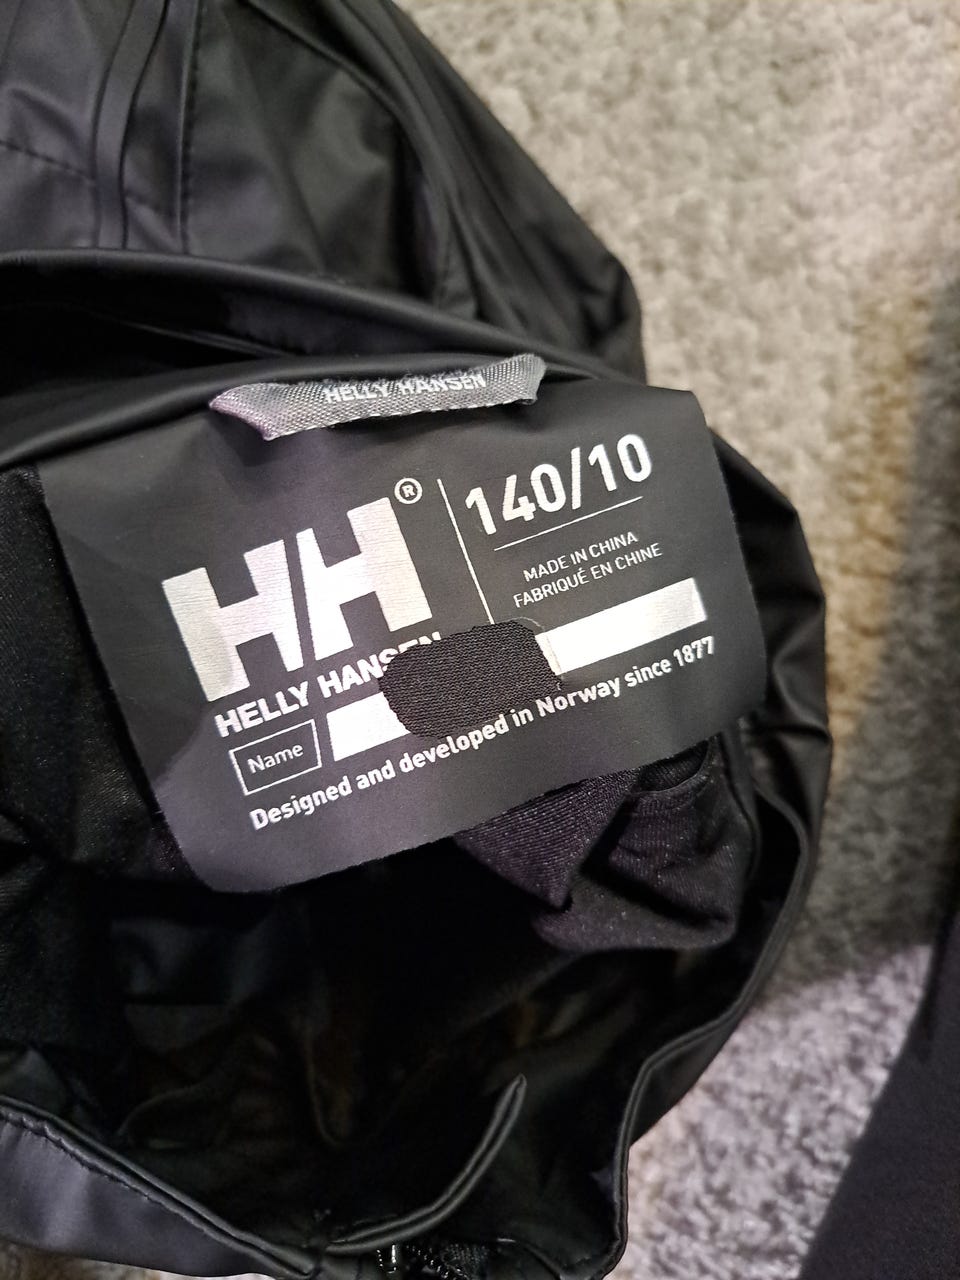 HELLY HANSEN
HH®
140/10
MADE IN CHINA
FABRIQUÉ EN CHINE
HELLY HANSEN
Name
Designed and developed in Norway since 1877